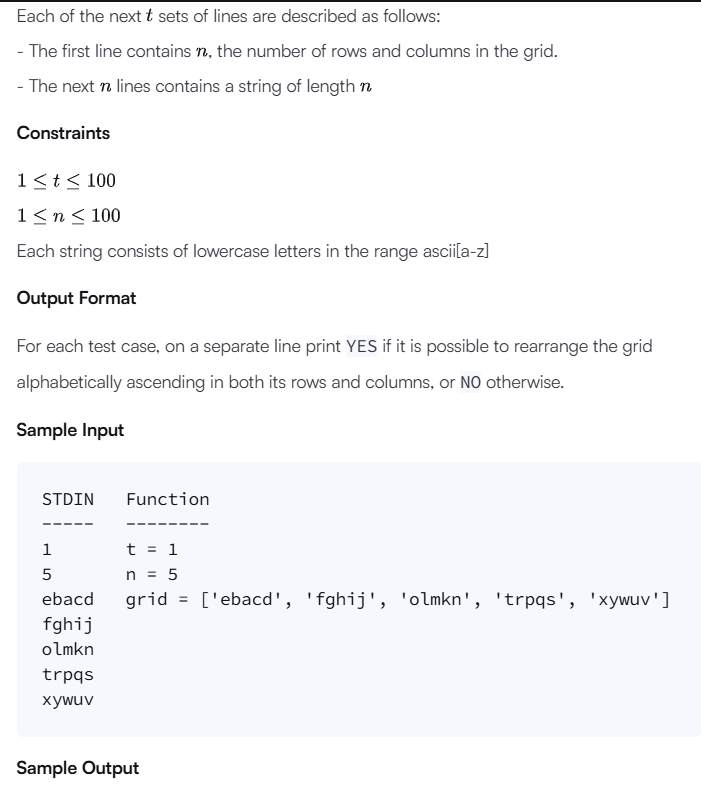 Each of the next t sets of lines are described as follows:
- The first line contains n, the number of rows and columns in the grid.
- The next n lines contains a string of length n
Constraints
1 ≤ t ≤ 100
1 ≤ n ≤ 100
Each string consists of lowercase letters in the range ascii[a-z]
Output Format
For each test case, on a separate line print YES if it is possible to rearrange the grid
alphabetically ascending in both its rows and columns, or NO otherwise.
Sample Input
STDIN   Function
-----   --------
1       t = 1
5       n = 5
ebacd   grid = ['ebacd', 'fghij', 'olmkn', 'trpqs', 'xywuv']
fghij
olmkn
trpqs
xywuv
Sample Output